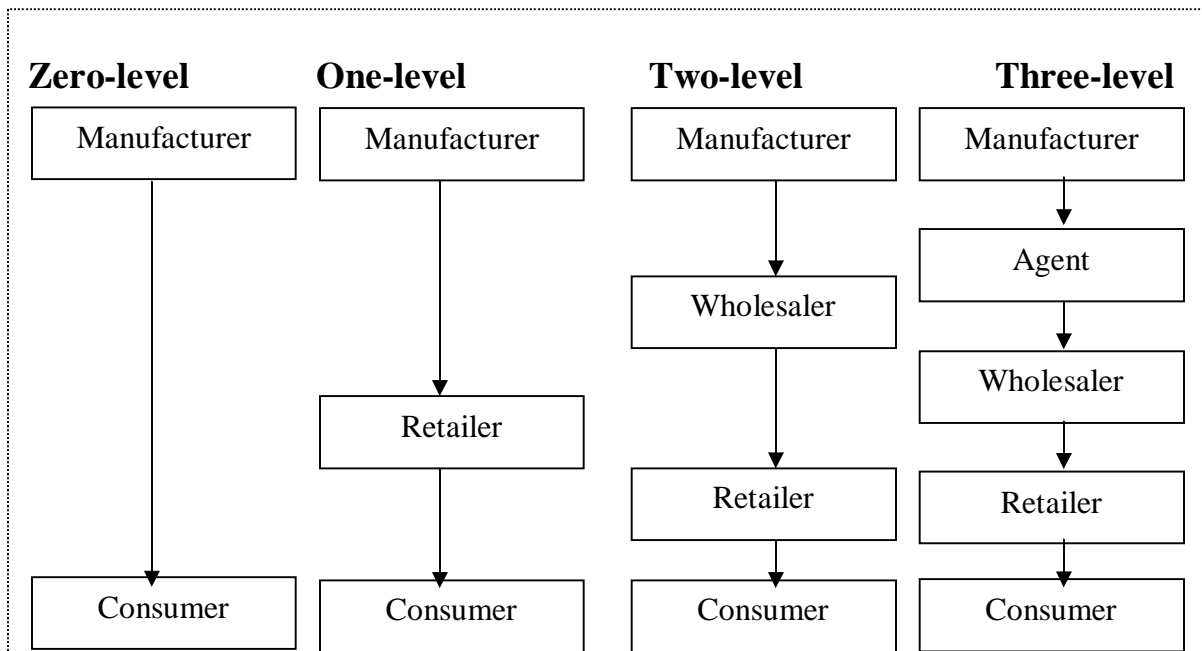 Zero-level One-level Two-level Three-level
Manufacturer Manufacturer Manufacturer Manufacturer
Agent
Wholesaler
Wholesaler
Retailer
Retailer Retailer
Consumer Consumer Consumer Consumer